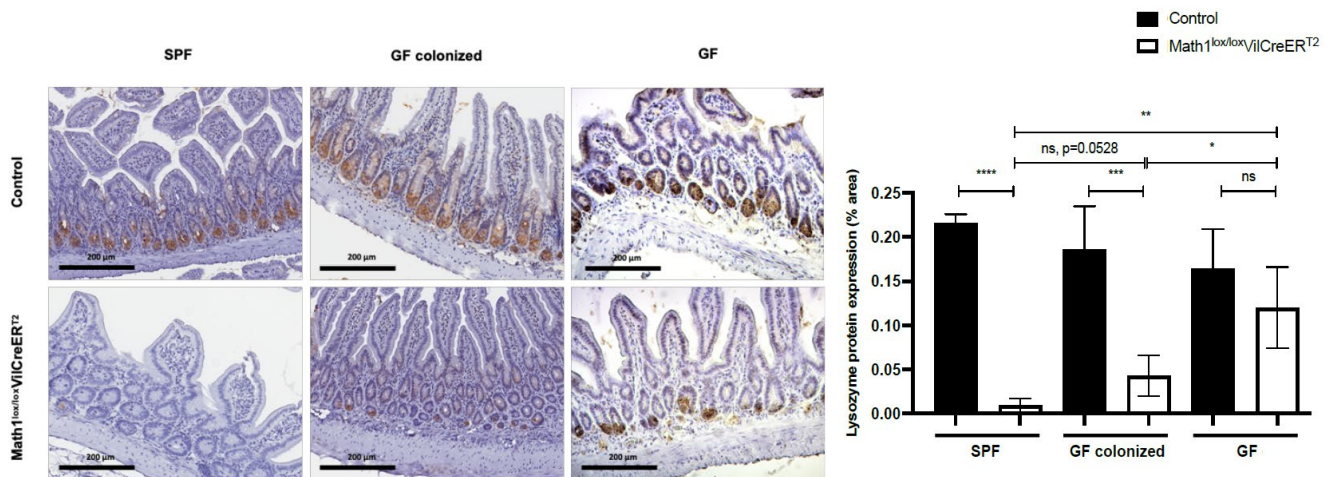 Control
Math1lox/loxVilCreERT2
SPF
GF colonized
GF
Control
200 µm
200 µm
200 µm
Math1lox/loxVilCreERT2
200 µm
200 µm
200 µm
**
ns, p=0.0528
*
****
***
ns
Lysozyme protein expression (% area)
0.25
0.20
0.15
0.10
0.05
0.00
SPF
GF colonized
GF